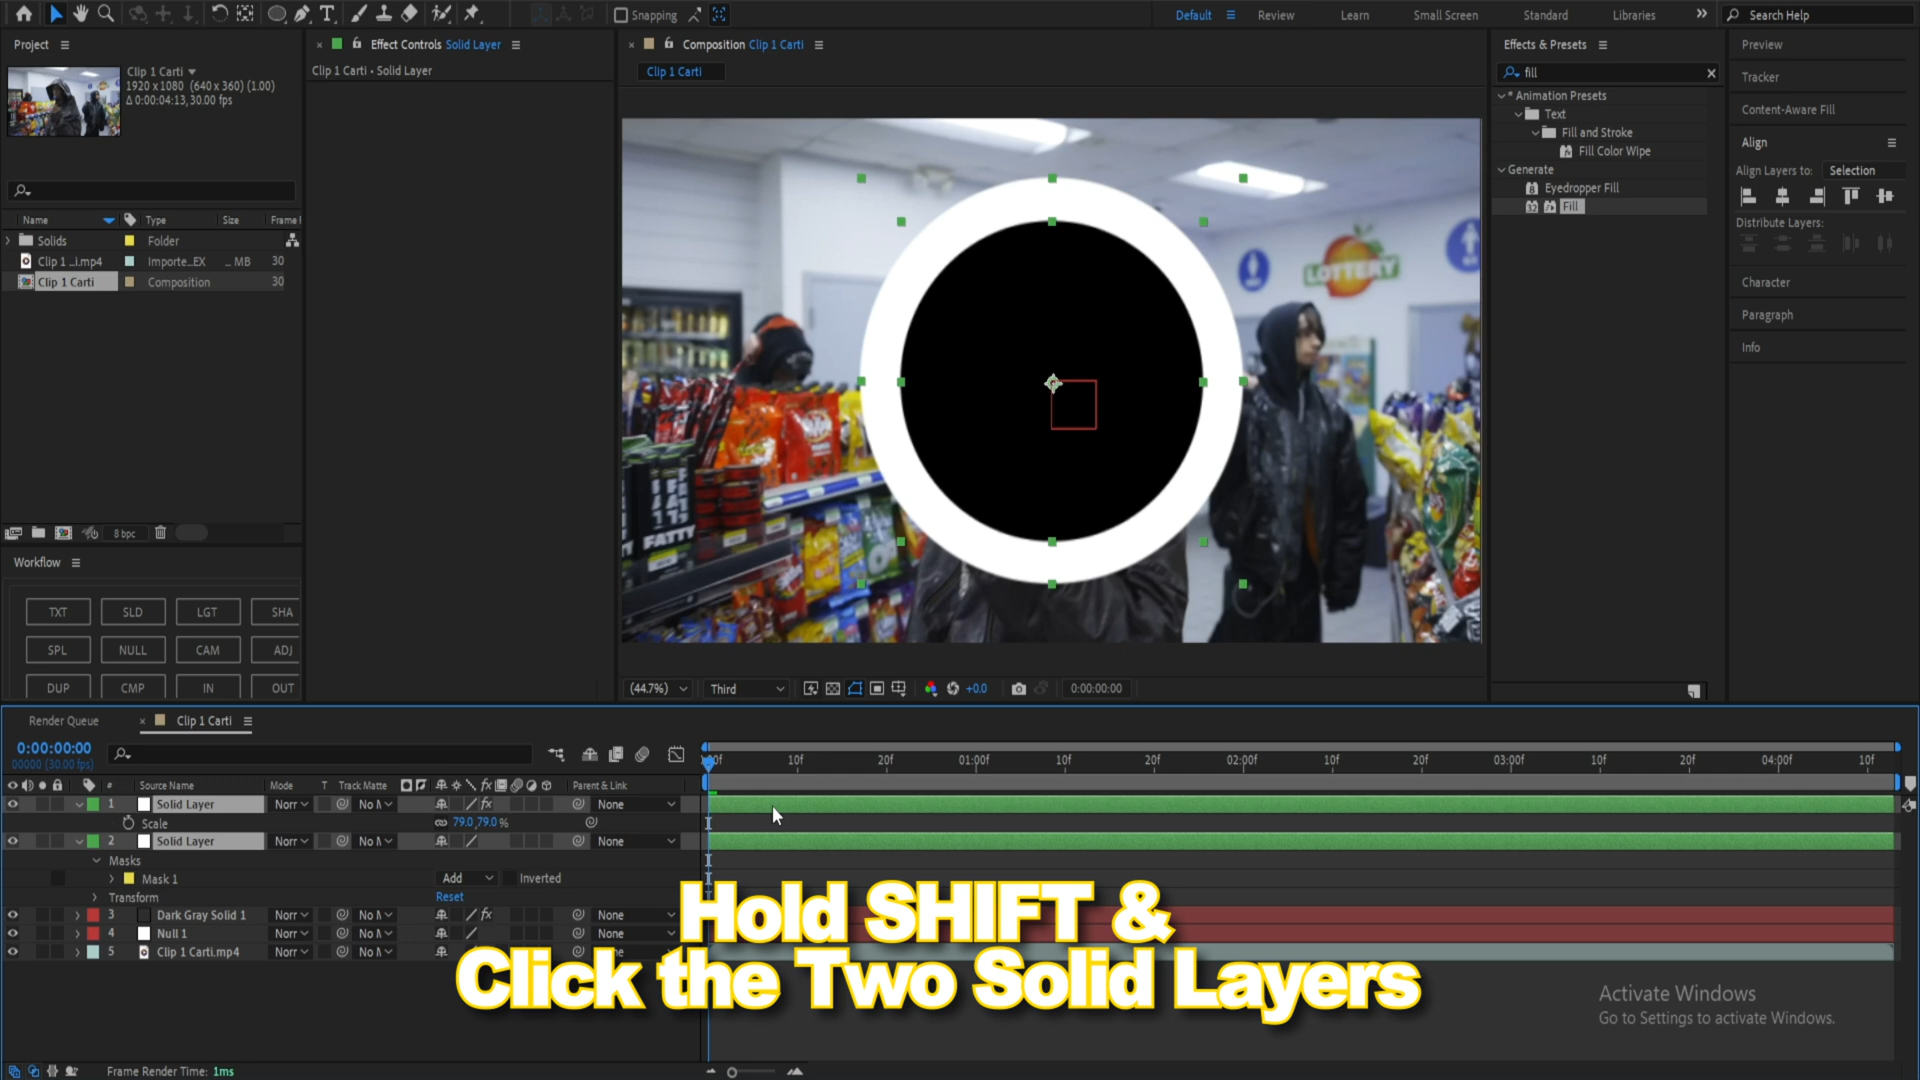 Snapping
Default
Review
Learn
Small Screen
Standard
Libraries
Search Help
Project
Clip 1 Carti
1920 x 1080 (640 x 360) (1.00)
Δ 0:00:04:13, 30.00 fps
Name
Type
Size
Frame I
Solids
Folder
Clip 1 ..i.mp4
Importe...EX
... MB
30
Clip 1 Carti
Composition
30
8 bpc
Workflow
TXT
SLD
LGT
SHA
SPL
NULL
CAM
ADJ
DUP
CMP
IN
OUT
Effect Controls Solid Layer
Clip 1 Carti • Solid Layer
Composition Clip 1 Carti
Clip 1 Carti
LOTTERY
FATTY
(44.7%)
Third
+0.0
0:00:00:00
Effects & Presets
fill
* Animation Presets
Text
Fill and Stroke
Fill Color Wipe
Generate
Eyedropper Fill
Fill
Preview
Tracker
Content-Aware Fill
Align
Align Layers to:
Selection
Distribute Layers:
Character
Paragraph
Info
Render Queue
Clip 1 Carti
0:00:00:00
00000 (30.00 fps)
10f
20f
01:00f
10f
20f
02:00f
10f
20f
03:00f
10f
20f
04:00f
10f
#
Source Name
Mode
T
Track Matte
Parent & Link
1
Solid Layer
None
Scale
79.0,79.0 %
2
Solid Layer
None
Masks
Mask 1
Add
Inverted
Transform
Reset
3
Dark Gray Solid 1
None
4
Null 1
None
5
Clip 1 Carti.mp4
Hold SHIFT &
Click the Two Solid Layers
Activate Windows
Go to Settings to activate Windows.
Frame Render Time: 1ms